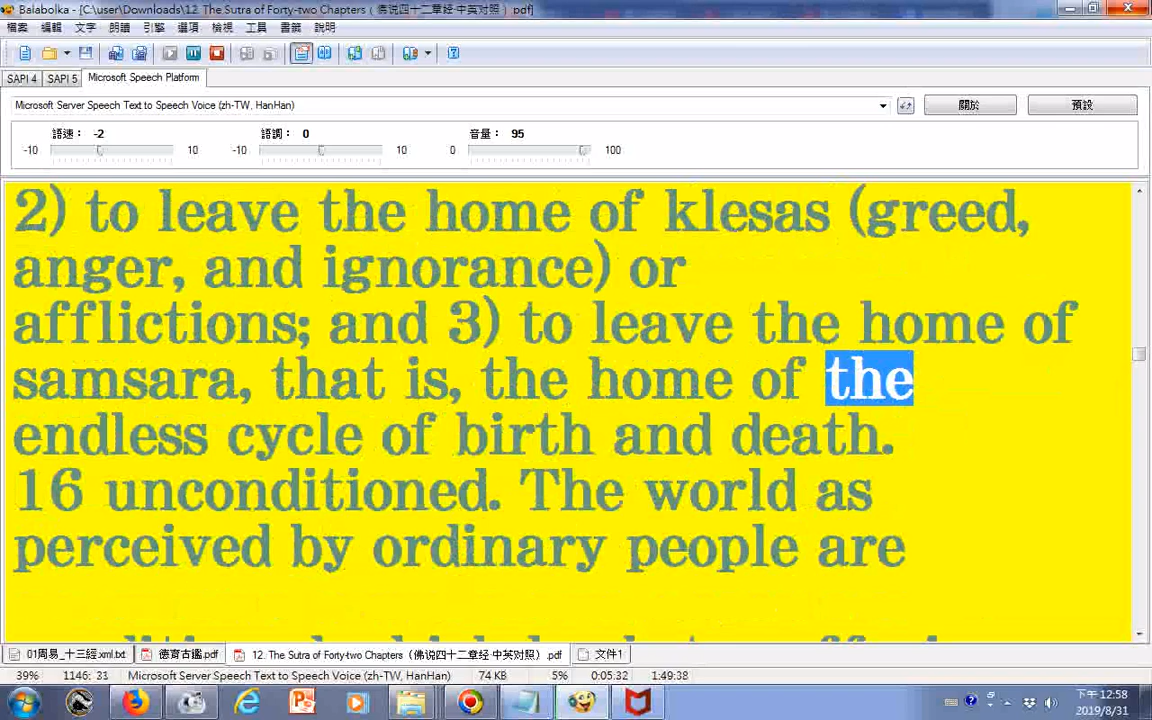 Balabolka - [C:\user\Downloads\12. The Sutra of Forty-two Chapters（佛说四十二章经·中英对照）.pdf]
檔案 編輯 文字 朗讀 引擎 選項 檢視 工具 書籤 說明
SAPI 4 SAPI 5 Microsoft Speech Platform
Microsoft Server Speech Text to Speech Voice (zh-TW, HanHan) 關於 預設
語速： -2 語調： 0 音量： 95
-10 10 -10 10 0 100
2) to leave the home of klesas (greed,
anger, and ignorance) or
afflictions; and 3) to leave the home of
samsara, that is, the home of the
endless cycle of birth and death.
16 unconditioned. The world as
perceived by ordinary people are
01周易_十三經.xml.txt 德育古鑑.pdf 12. The Sutra of Forty-two Chapters（佛说四十二章经·中英对照）.pdf 文件1
39% 1146: 31 Microsoft Server Speech Text to Speech Voice (zh-TW, HanHan) 74 KB 5% 0:05:32 1:49:38
下午 12:58
2019/8/31